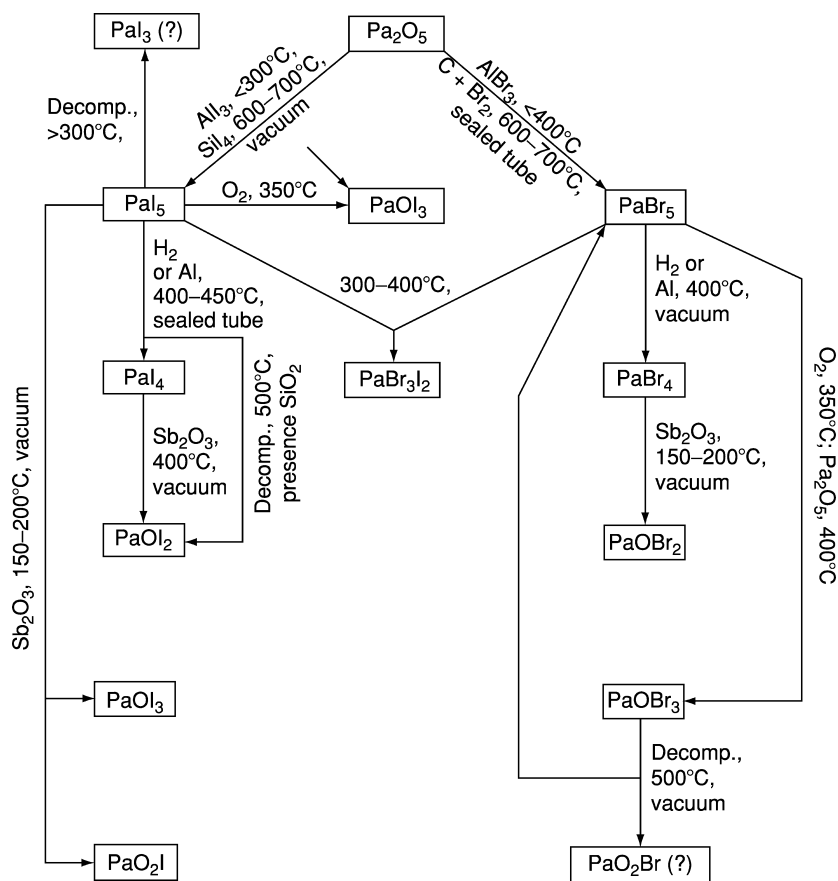 PaI₃ (?)
Pa₂O₅
Decomp.,
>300°C,
AlI₃, <300°C,
SiI₄, 600–700°C,
vacuum
AlBr₃, <400°C
C + Br₂, 600–700°C,
sealed tube
PaI₅
O₂, 350°C
PaOI₃
PaBr₅
H₂
or Al,
400–450°C,
sealed tube
300–400°C,
H₂ or
Al, 400°C,
vacuum
PaI₄
PaBr₃I₂
PaBr₄
Sb₂O₃,
400°C,
vacuum
Decomp., 500°C,
presence SiO₂
Sb₂O₃,
150–200°C,
vacuum
O₂, 350°C; Pa₂O₅, 400°C
Sb₂O₃, 150–200°C, vacuum
PaOI₂
PaOBr₂
PaOI₃
PaOBr₃
Decomp.,
500°C,
vacuum
PaO₂I
PaO₂Br (?)